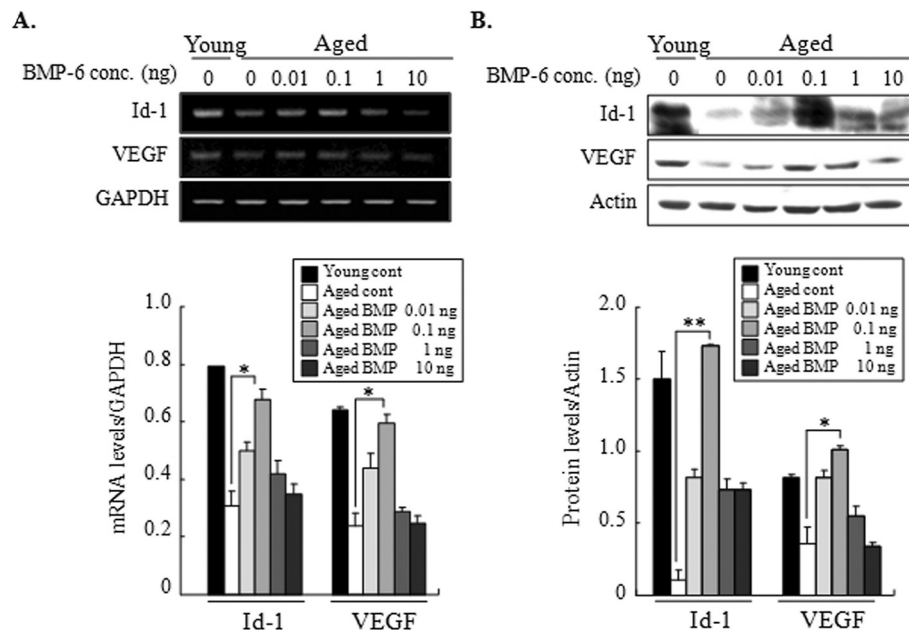 A.
Young Aged
BMP-6 conc. (ng) 0 0 0.01 0.1 1 10
Id-1
VEGF
GAPDH
Young cont
Aged cont
Aged BMP 0.01 ng
Aged BMP 0.1 ng
Aged BMP 1 ng
Aged BMP 10 ng
mRNA levels/GAPDH
1.0
0.8
0.6
0.4
0.2
0
*
*
Id-1 VEGF
B.
Young Aged
BMP-6 conc. (ng) 0 0 0.01 0.1 1 10
Id-1
VEGF
Actin
Young cont
Aged cont
Aged BMP 0.01 ng
Aged BMP 0.1 ng
Aged BMP 1 ng
Aged BMP 10 ng
Protein levels/Actin
2.0
1.5
1.0
0.5
0
**
*
Id-1 VEGF